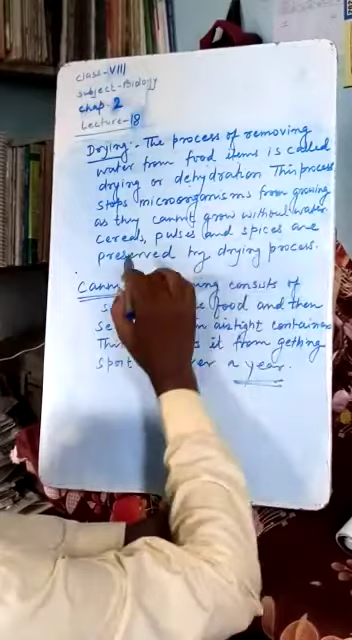 class-VIII
subject-Biology
chap-2
Lecture-18
Drying:- The process of removing
water from food items is called
drying or dehydration This process
stops microorganisms from growing
as they cannot grow without water
cereals, pulses and spices are
preserved by drying process.
consists of
food and then
airtight container
it from getting
a year.